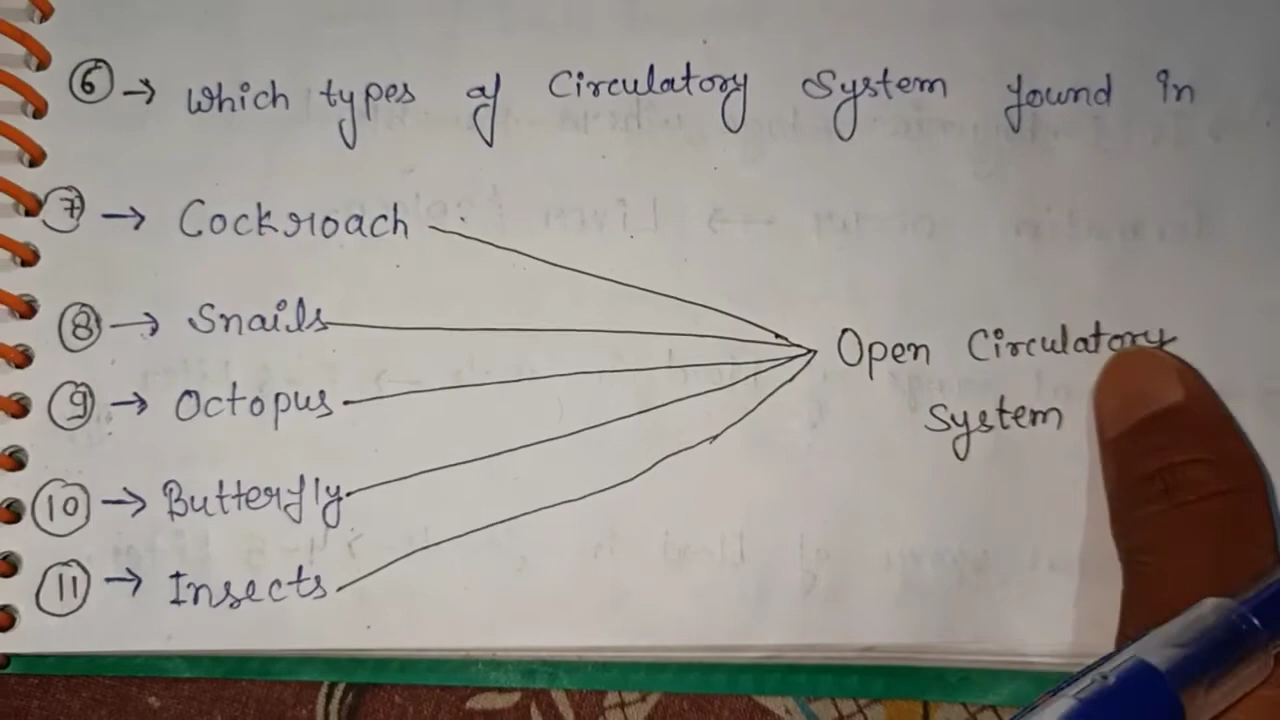 6 → which types of Circulatory System found in
7 → Cockroach
8 → Snails
9 → Octopus
10 → Butterfly
11 → Insects
Open Circulatory
System